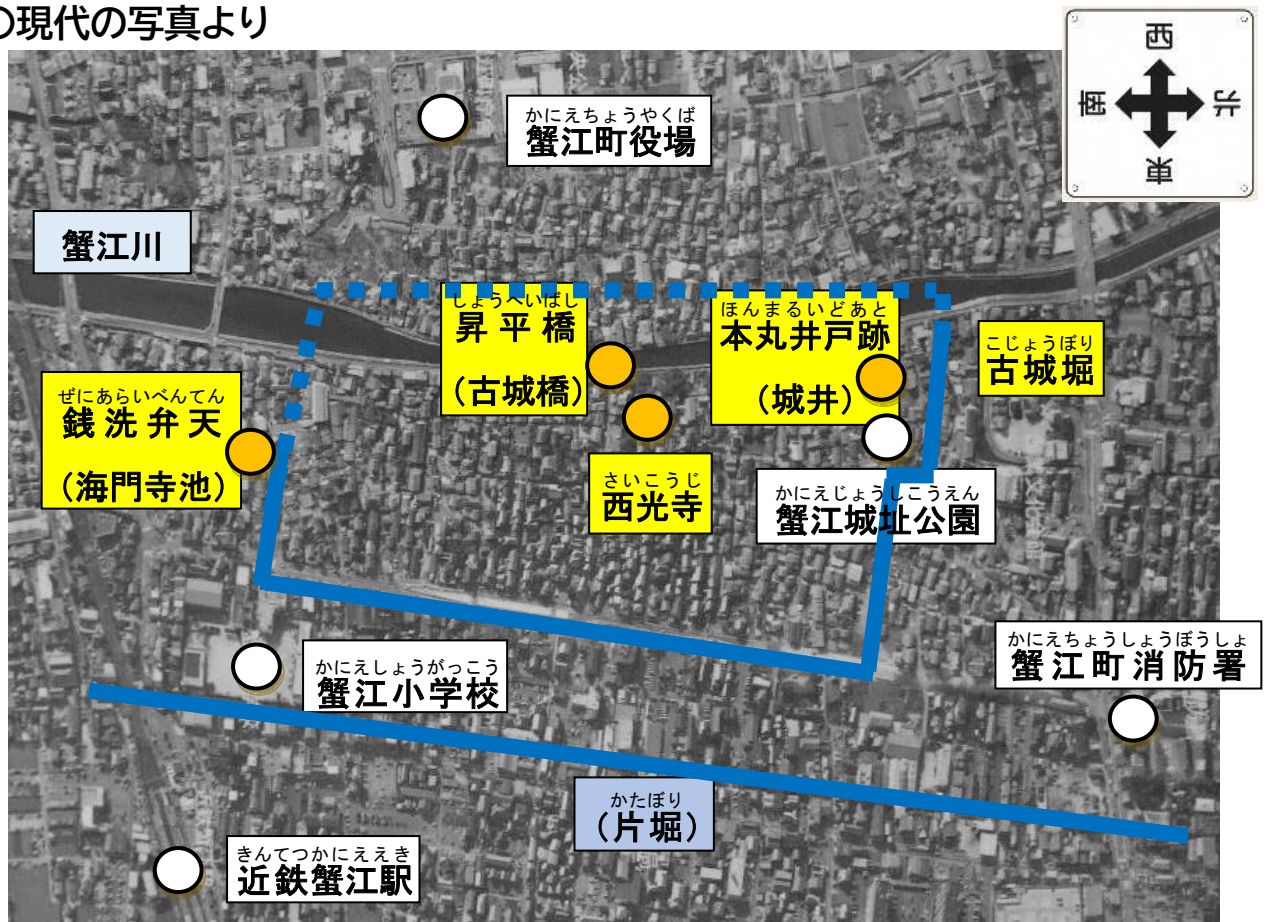 の現代の写真より
西
南
北
東
かにえちょうやくば
蟹江町役場
蟹江川
しょうへいばし
昇平橋
(古城橋)
ほんまるいどあと
本丸井戸跡
(城井)
こじょうぼり
古城堀
ぜにあらいべんてん
銭洗弁天
(海門寺池)
さいこうじ
西光寺
かにえじょうしこうえん
蟹江城址公園
かにえしょうがっこう
蟹江小学校
かにえちょうしょうぼうしょ
蟹江町消防署
かたぼり
(片堀)
きんてつかにええき
近鉄蟹江駅